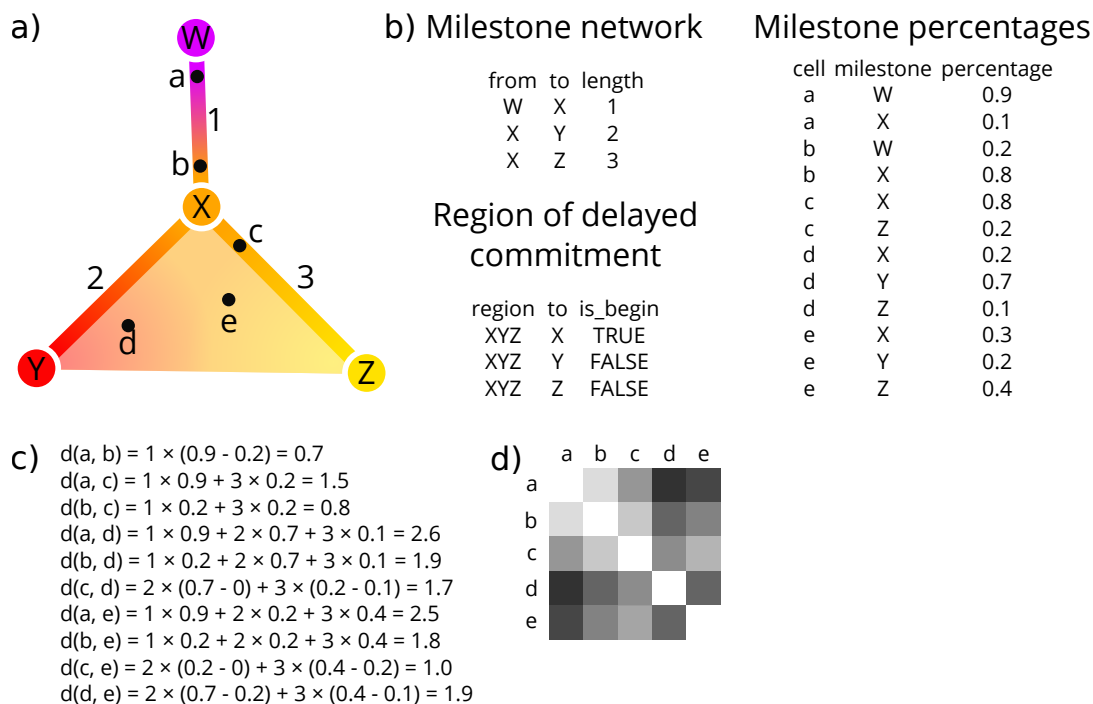 a)
W
a
1
b
X
c
2
3
e
d
Y
Z
b) Milestone network
from to length
W X 1
X Y 2
X Z 3
Region of delayed
commitment
region to is_begin
XYZ X TRUE
XYZ Y FALSE
XYZ Z FALSE
Milestone percentages
cell milestone percentage
a W 0.9
a X 0.1
b W 0.2
b X 0.8
c X 0.8
c Z 0.2
d X 0.2
d Y 0.7
d Z 0.1
e X 0.3
e Y 0.2
e Z 0.4
c)
d(a, b) = 1 × (0.9 - 0.2) = 0.7
d(a, c) = 1 × 0.9 + 3 × 0.2 = 1.5
d(b, c) = 1 × 0.2 + 3 × 0.2 = 0.8
d(a, d) = 1 × 0.9 + 2 × 0.7 + 3 × 0.1 = 2.6
d(b, d) = 1 × 0.2 + 2 × 0.7 + 3 × 0.1 = 1.9
d(c, d) = 2 × (0.7 - 0) + 3 × (0.2 - 0.1) = 1.7
d(a, e) = 1 × 0.9 + 2 × 0.2 + 3 × 0.4 = 2.5
d(b, e) = 1 × 0.2 + 2 × 0.2 + 3 × 0.4 = 1.8
d(c, e) = 2 × (0.2 - 0) + 3 × (0.4 - 0.2) = 1.0
d(d, e) = 2 × (0.7 - 0.2) + 3 × (0.4 - 0.1) = 1.9
d)
a b c d e
a
b
c
d
e